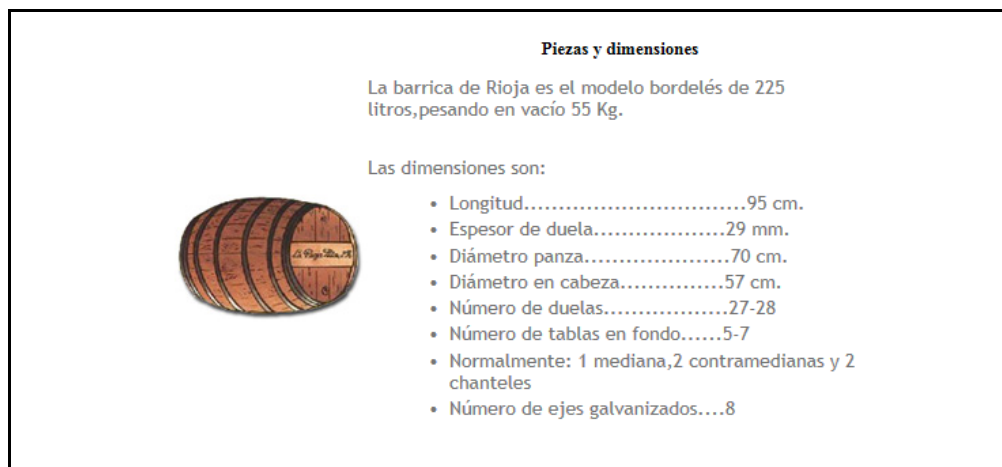 Piezas y dimensiones
La barrica de Rioja es el modelo bordelés de 225
litros,pesando en vacío 55 Kg.
Las dimensiones son:
• Longitud................................95 cm.
• Espesor de duela...................29 mm.
• Diámetro panza.....................70 cm.
• Diámetro en cabeza...............57 cm.
• Número de duelas..................27-28
• Número de tablas en fondo......5-7
• Normalmente: 1 mediana,2 contramedianas y 2
chanteles
• Número de ejes galvanizados....8